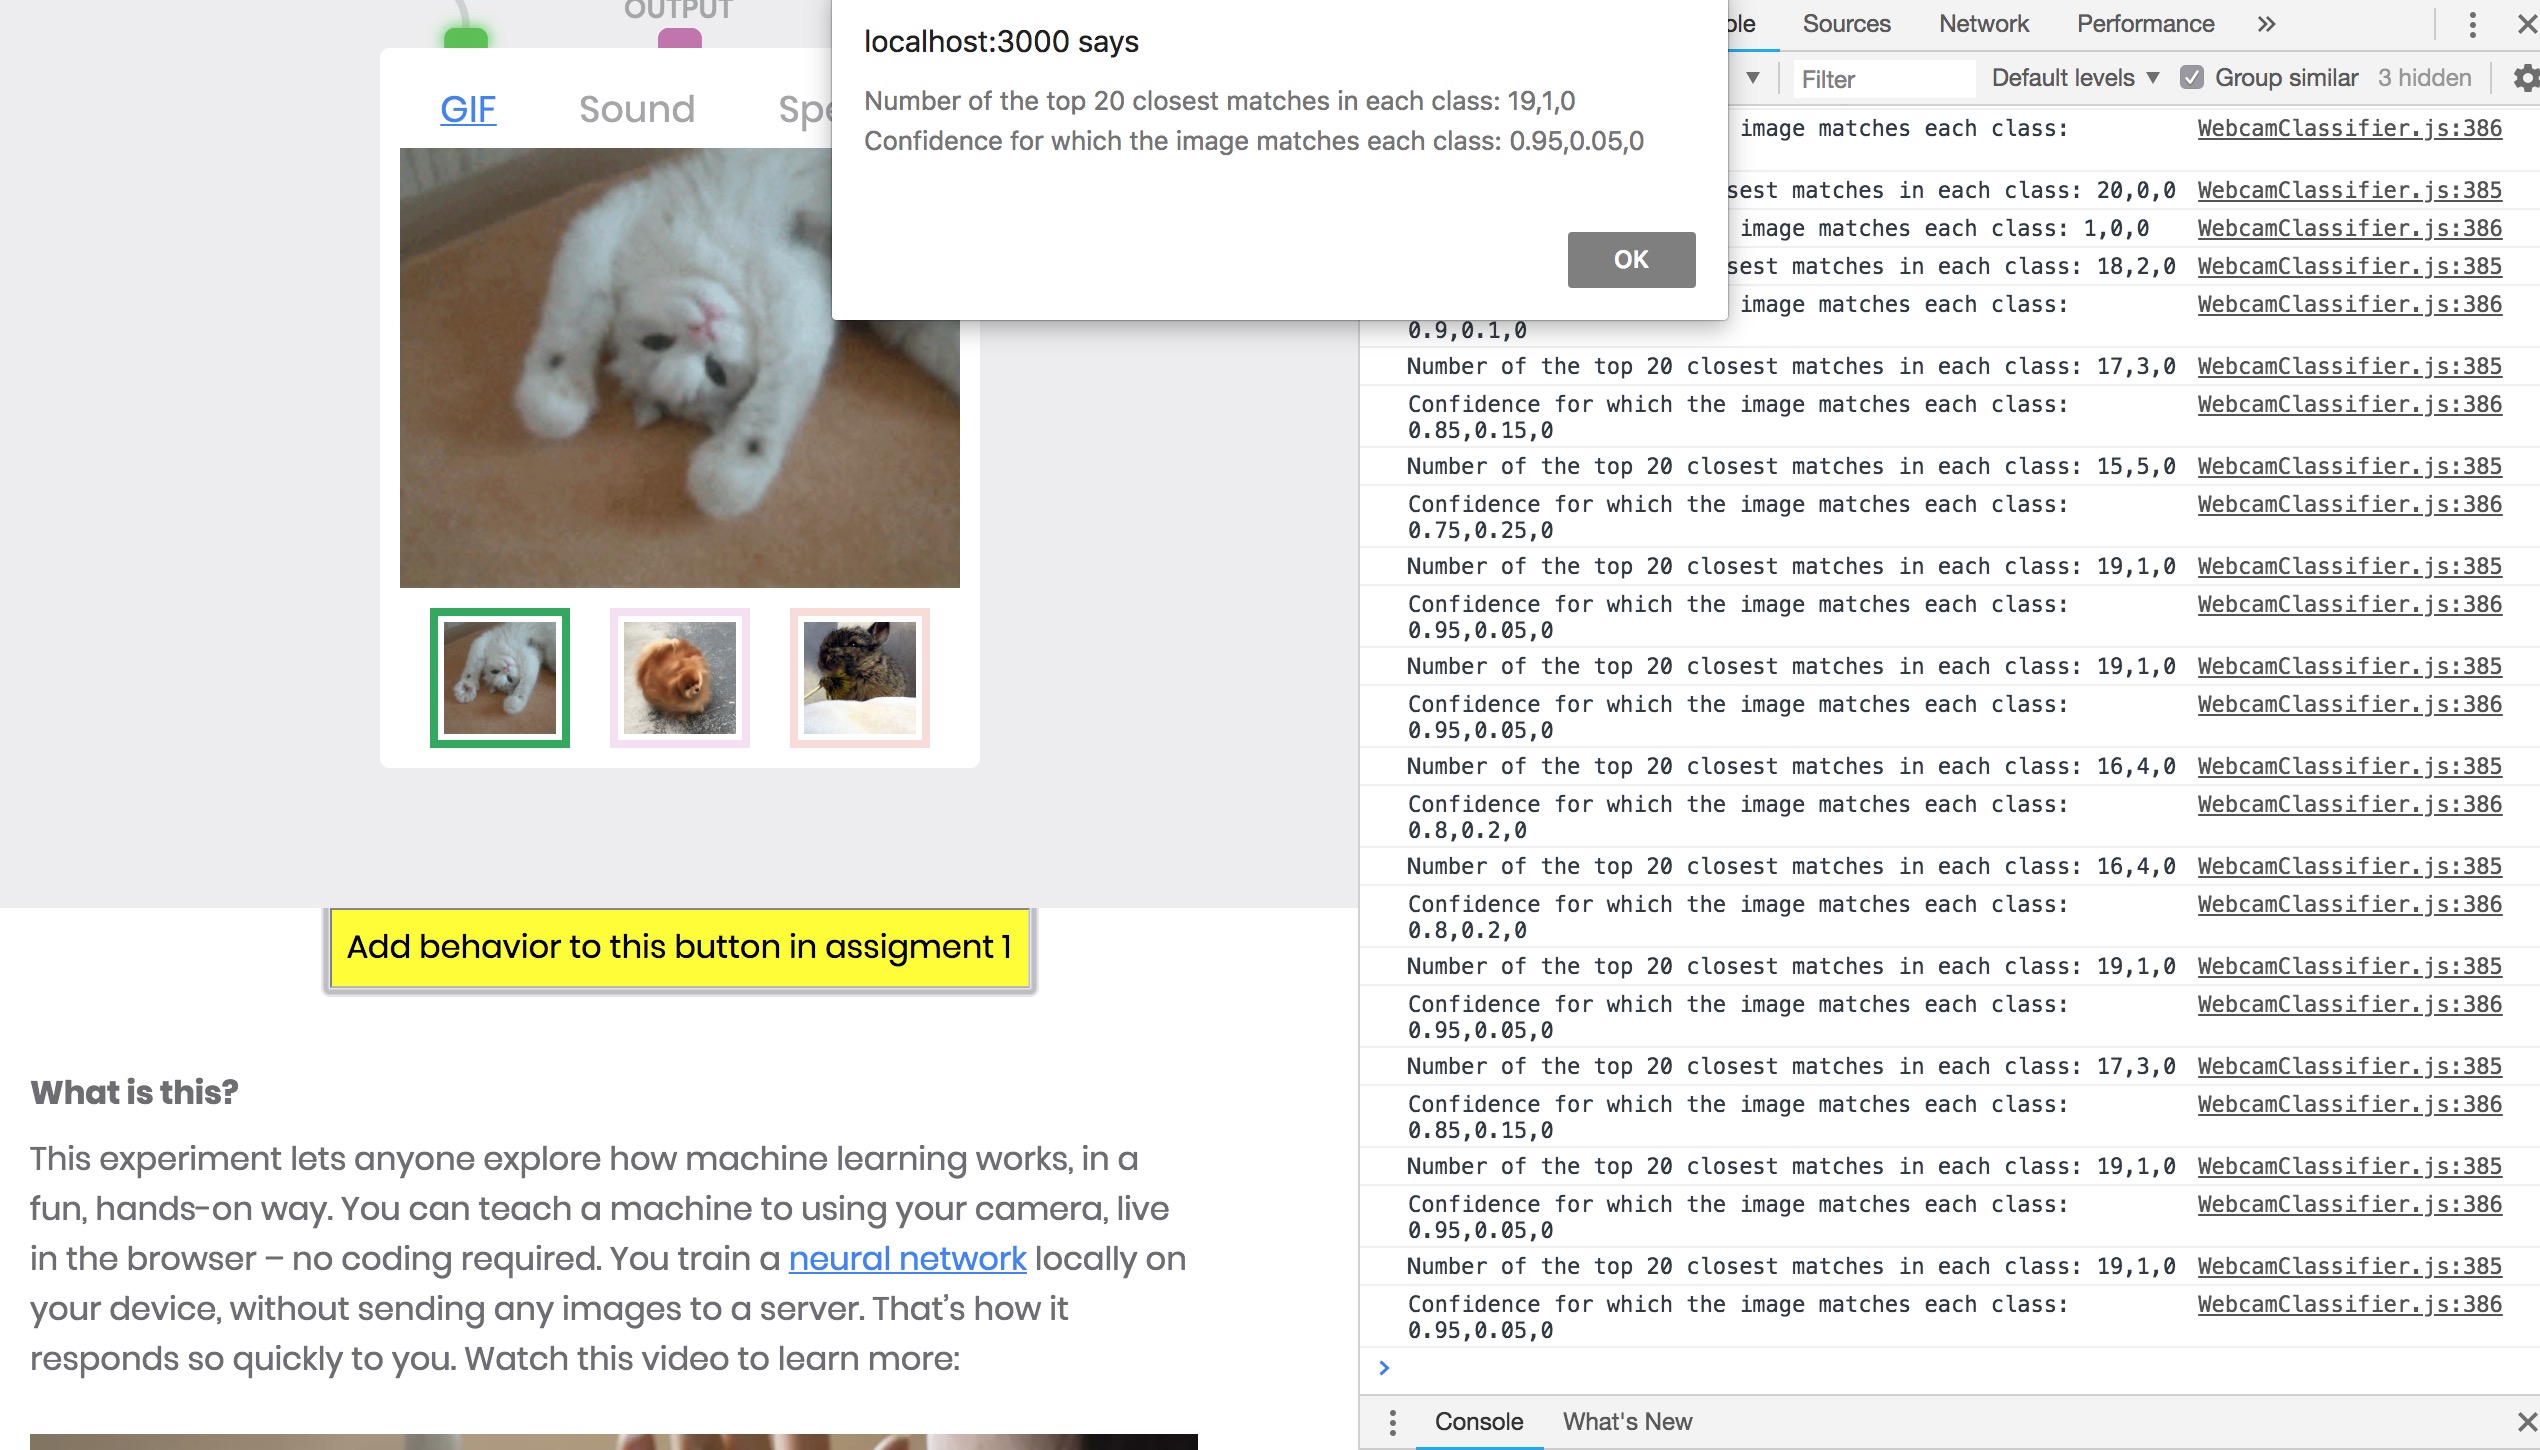 OUTPUT
GIF
Sound
localhost:3000 says
Number of the top 20 closest matches in each class: 19,1,0
Confidence for which the image matches each class: 0.95,0.05,0
OK
Add behavior to this button in assigment 1
What is this?
This experiment lets anyone explore how machine learning works, in a
fun, hands-on way. You can teach a machine to using your camera, live
in the browser – no coding required. You train a neural network locally on
your device, without sending any images to a server. That's how it
responds so quickly to you. Watch this video to learn more:
Sources Network Performance »
Filter Default levels ▼ Group similar 3 hidden
image matches each class: WebcamClassifier.js:386
matches in each class: 20,0,0 WebcamClassifier.js:385
image matches each class: 1,0,0 WebcamClassifier.js:386
matches in each class: 18,2,0 WebcamClassifier.js:385
image matches each class: WebcamClassifier.js:386
0.9,0.1,0
Number of the top 20 closest matches in each class: 17,3,0 WebcamClassifier.js:385
Confidence for which the image matches each class: WebcamClassifier.js:386
0.85,0.15,0
Number of the top 20 closest matches in each class: 15,5,0 WebcamClassifier.js:385
Confidence for which the image matches each class: WebcamClassifier.js:386
0.75,0.25,0
Number of the top 20 closest matches in each class: 19,1,0 WebcamClassifier.js:385
Confidence for which the image matches each class: WebcamClassifier.js:386
0.95,0.05,0
Number of the top 20 closest matches in each class: 19,1,0 WebcamClassifier.js:385
Confidence for which the image matches each class: WebcamClassifier.js:386
0.95,0.05,0
Number of the top 20 closest matches in each class: 16,4,0 WebcamClassifier.js:385
Confidence for which the image matches each class: WebcamClassifier.js:386
0.8,0.2,0
Number of the top 20 closest matches in each class: 16,4,0 WebcamClassifier.js:385
Confidence for which the image matches each class: WebcamClassifier.js:386
0.8,0.2,0
Number of the top 20 closest matches in each class: 19,1,0 WebcamClassifier.js:385
Confidence for which the image matches each class: WebcamClassifier.js:386
0.95,0.05,0
Number of the top 20 closest matches in each class: 17,3,0 WebcamClassifier.js:385
Confidence for which the image matches each class: WebcamClassifier.js:386
0.85,0.15,0
Number of the top 20 closest matches in each class: 19,1,0 WebcamClassifier.js:385
Confidence for which the image matches each class: WebcamClassifier.js:386
0.95,0.05,0
Number of the top 20 closest matches in each class: 19,1,0 WebcamClassifier.js:385
Confidence for which the image matches each class: WebcamClassifier.js:386
0.95,0.05,0
Console What's New